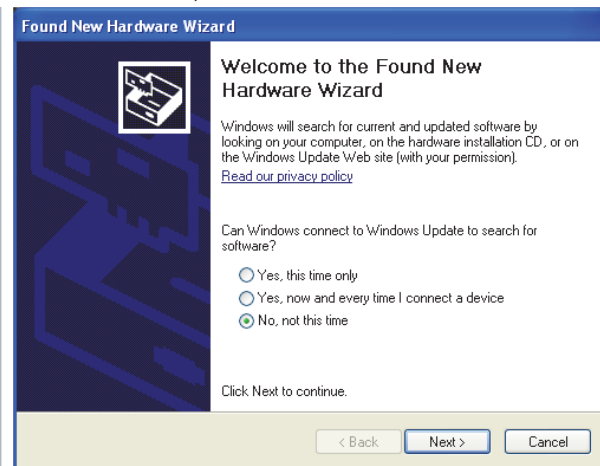 Found New Hardware Wizard
Welcome to the Found New
Hardware Wizard
Windows will search for current and updated software by
looking on your computer, on the hardware installation CD, or on
the Windows Update Web site (with your permission).
Read our privacy policy
Can Windows connect to Windows Update to search for
software?
Yes, this time only
Yes, now and every time I connect a device
No, not this time
Click Next to continue.
< Back
Next >
Cancel